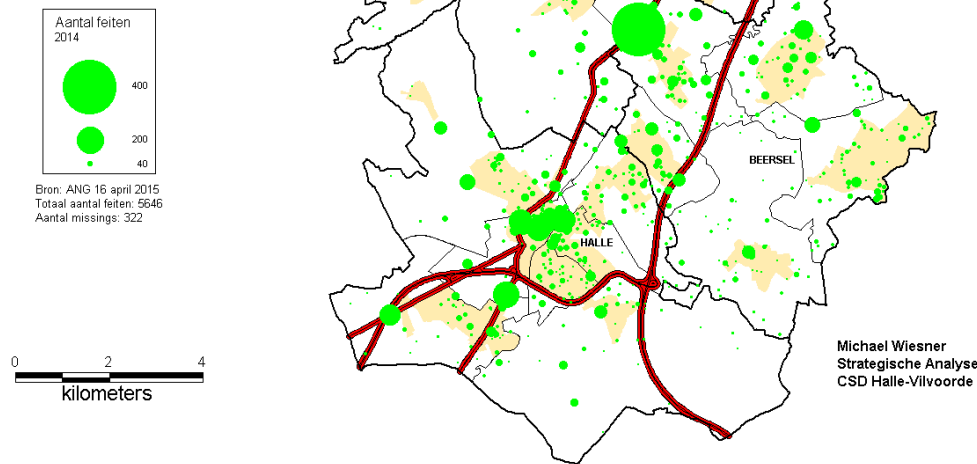 Aantal feiten
2014
400
200
40
Bron: ANG 16 april 2015
Totaal aantal feiten: 5646
Aantal missings: 322
BEERSEL
HALLE
0 2 4
kilometers
Michael Wiesner
Strategische Analyse
CSD Halle-Vilvoorde